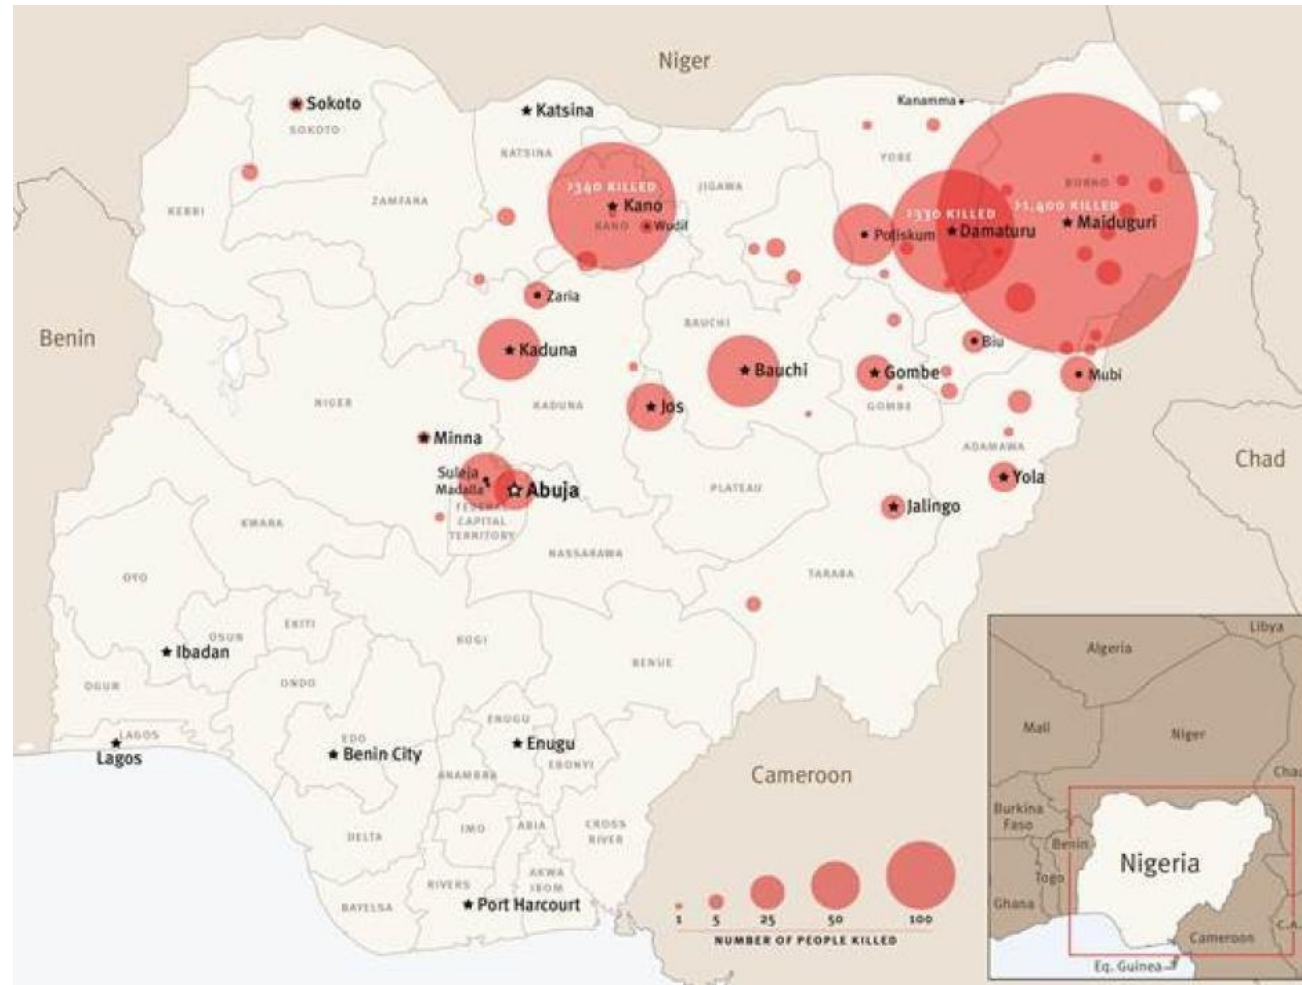 Niger
Kanamma
Sokoto
SOKOTO
Katsina
KATSINA
YOBE
KEBBI
ZAMFARA
>340 KILLED
Kano
KANO
Wudil
JIGAWA
BORNO
>1,400 KILLED
Maiduguri
>330 KILLED
Damaturu
Potiskum
Zaria
Benin
BAUCHI
Kaduna
Bauchi
Biu
Gombe
GOMBE
Mubi
NIGER
KADUNA
Jos
Minna
ADAMAWA
Chad
Suleja
Madalla
Abuja
FEDERAL
CAPITAL
TERRITORY
PLATEAU
Yola
Jalingo
KWARA
NASSARAWA
TARABA
OYO
OSUN
EKITI
Ibadan
KOGI
BENUE
OGUN
ONDO
LAGOS
Lagos
EDO
Benin City
ENUGU
Enugu
EBONYI
ANAMBRA
Cameroon
DELTA
IMO
ABIA
CROSS
RIVER
AKWA
IBOM
RIVERS
BAYELSA
Port Harcourt
1 5 25 50 100
NUMBER OF PEOPLE KILLED
Libya
Algeria
Mali
Niger
Chad
Burkina
Faso
Benin
Togo
Ghana
Nigeria
Cameroon
C.A.
Eq. Guinea